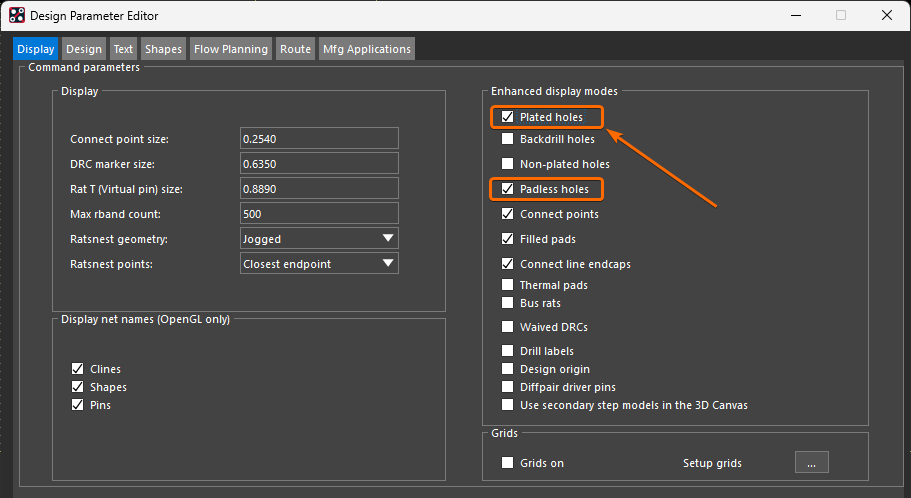 Design Parameter Editor
Display Design Text Shapes Flow Planning Route Mfg Applications
Command parameters
Display
Connect point size: 0.2540
DRC marker size: 0.6350
Rat T (Virtual pin) size: 0.8890
Max rband count: 500
Ratsnest geometry: Jogged
Ratsnest points: Closest endpoint
Display net names (OpenGL only)
Clines
Shapes
Pins
Enhanced display modes
Plated holes
Backdrill holes
Non-plated holes
Padless holes
Connect points
Filled pads
Connect line endcaps
Thermal pads
Bus rats
Waived DRCs
Drill labels
Design origin
Diffpair driver pins
Use secondary step models in the 3D Canvas
Grids
Grids on Setup grids ...